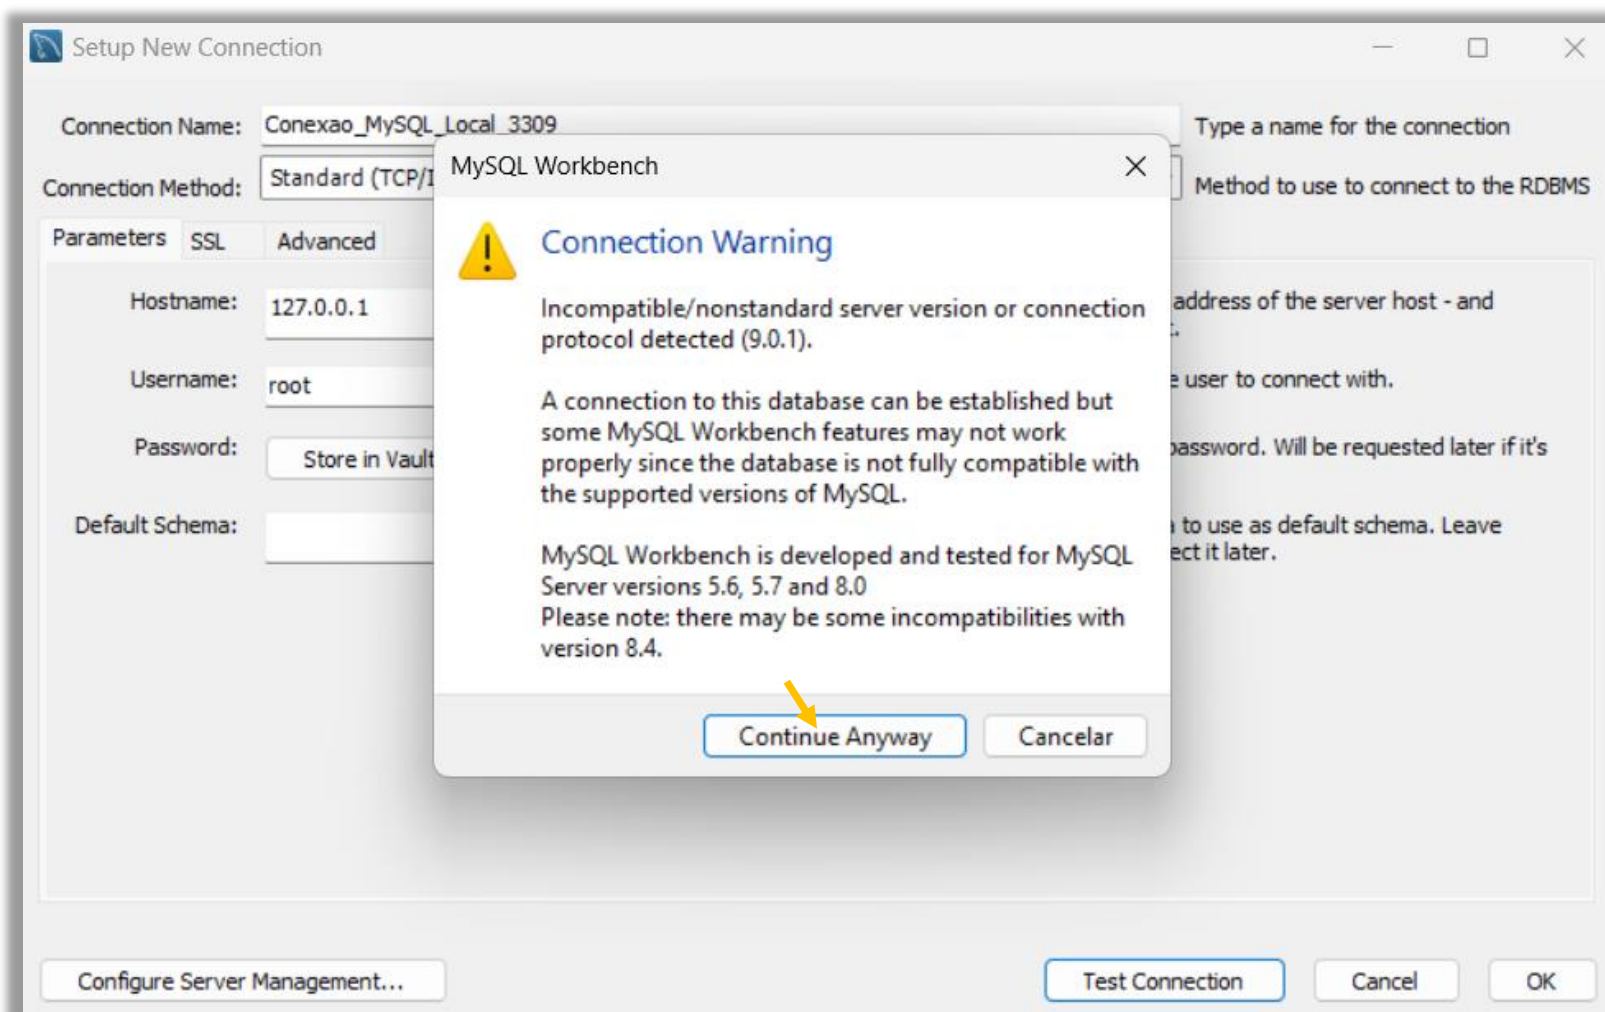 Setup New Connection
Connection Name: Conexao_MySQL_Local_3309 Type a name for the connection
Connection Method: Standard (TCP/I Method to use to connect to the RDBMS
Parameters SSL Advanced
Hostname: 127.0.0.1 address of the server host - and
Username: root user to connect with.
Password: Store in Vault password. Will be requested later if it's
Default Schema: to use as default schema. Leave
it later.
MySQL Workbench
Connection Warning
Incompatible/nonstandard server version or connection
protocol detected (9.0.1).
A connection to this database can be established but
some MySQL Workbench features may not work
properly since the database is not fully compatible with
the supported versions of MySQL.
MySQL Workbench is developed and tested for MySQL
Server versions 5.6, 5.7 and 8.0
Please note: there may be some incompatibilities with
version 8.4.
Continue Anyway Cancelar
Configure Server Management... Test Connection Cancel OK